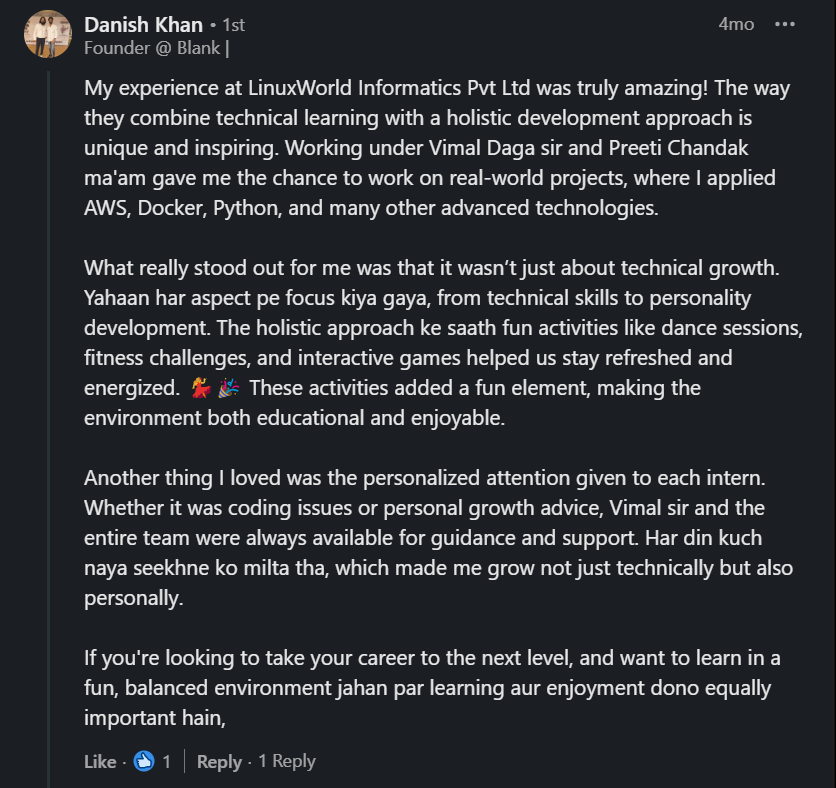 Danish Khan • 1st
4mo
Founder @ Blank |
My experience at LinuxWorld Informatics Pvt Ltd was truly amazing! The way
they combine technical learning with a holistic development approach is
unique and inspiring. Working under Vimal Daga sir and Preeti Chandak
ma'am gave me the chance to work on real-world projects, where I applied
AWS, Docker, Python, and many other advanced technologies.
What really stood out for me was that it wasn’t just about technical growth.
Yahaan har aspect pe focus kiya gaya, from technical skills to personality
development. The holistic approach ke saath fun activities like dance sessions,
fitness challenges, and interactive games helped us stay refreshed and
energized. 💃🎉 These activities added a fun element, making the
environment both educational and enjoyable.
Another thing I loved was the personalized attention given to each intern.
Whether it was coding issues or personal growth advice, Vimal sir and the
entire team were always available for guidance and support. Har din kuch
naya seekhne ko milta tha, which made me grow not just technically but also
personally.
If you're looking to take your career to the next level, and want to learn in a
fun, balanced environment jahan par learning aur enjoyment dono equally
important hain,
Like · 1 | Reply · 1 Reply